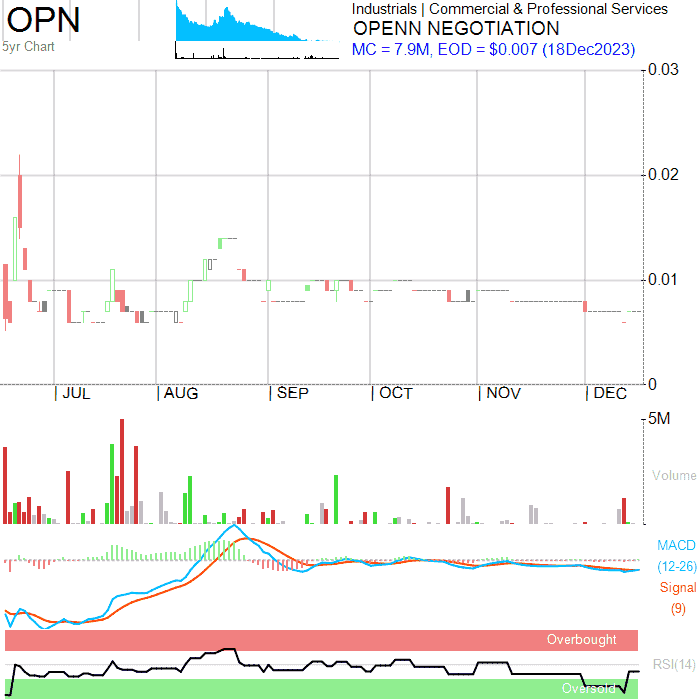 OPN
5yr Chart
Industrials | Commercial & Professional Services
OPENN NEGOTIATION
MC = 7.9M, EOD = $0.007 (18Dec2023)
0.03
0.02
0.01
0
| JUL | AUG | SEP | OCT | NOV | DEC
5M
Volume
MACD
(12-26)
Signal
(9)
Overbought
RSI(14)
Oversold